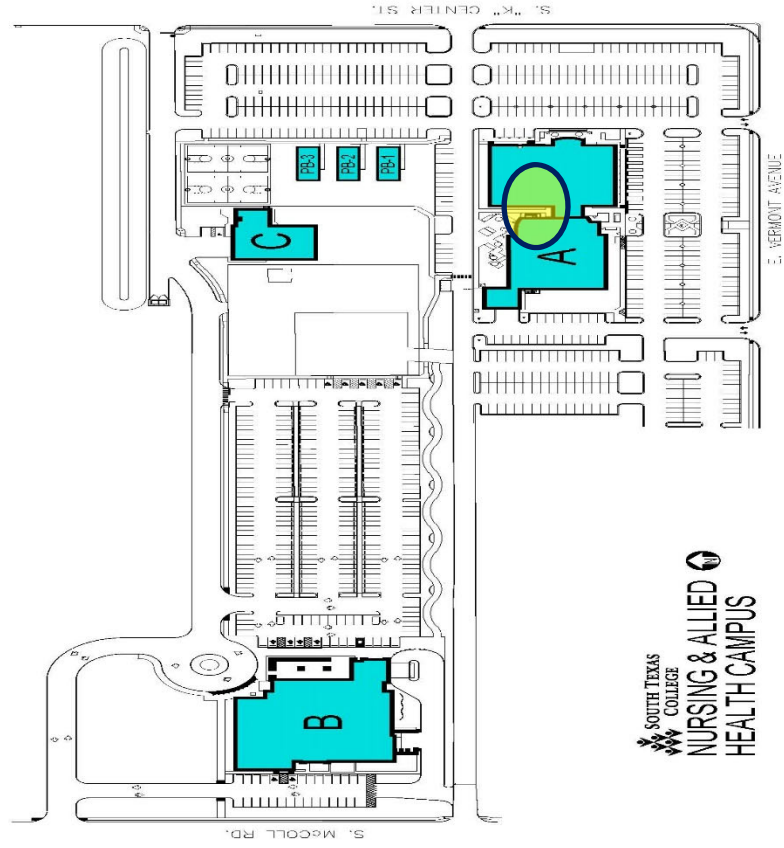 S. "K" CENTER ST.
E. VERMONT AVENUE
PB-3
PB-2
PB-1
C
A
B
SOUTH TEXAS
COLLEGE
NURSING & ALLIED
HEALTH CAMPUS
N
S. McCOLL RD.